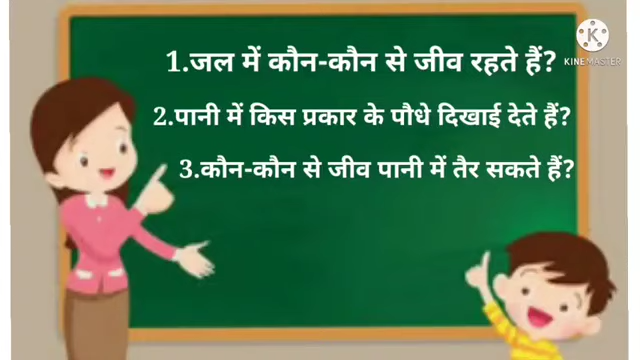 K
KINEMASTER
1.जल में कौन-कौन से जीव रहते हैं?
2.पानी में किस प्रकार के पौधे दिखाई देते हैं?
3.कौन-कौन से जीव पानी में तैर सकते हैं?